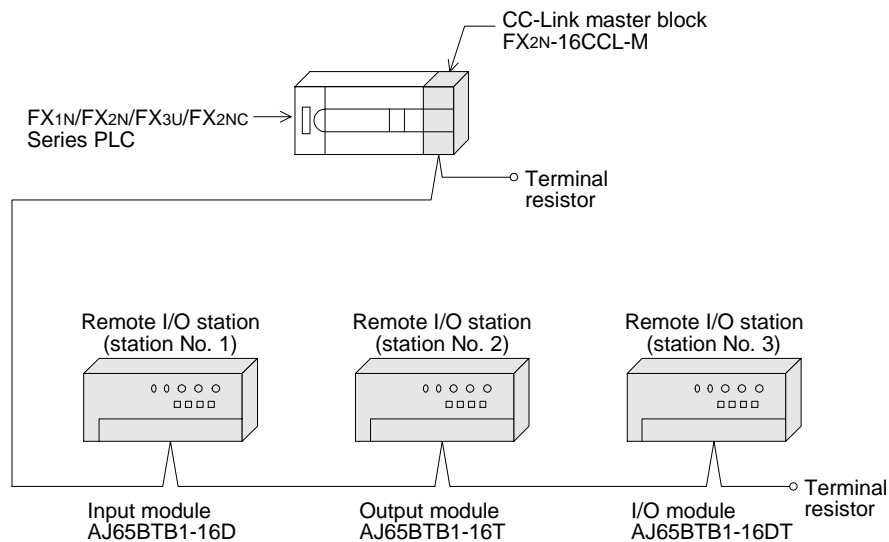 CC-Link master block
FX2N-16CCL-M
FX1N/FX2N/FX3U/FX2NC
Series PLC
Terminal
resistor
Remote I/O station
(station No. 1)
Remote I/O station
(station No. 2)
Remote I/O station
(station No. 3)
Input module
AJ65BTB1-16D
Output module
AJ65BTB1-16T
I/O module
AJ65BTB1-16DT
Terminal
resistor